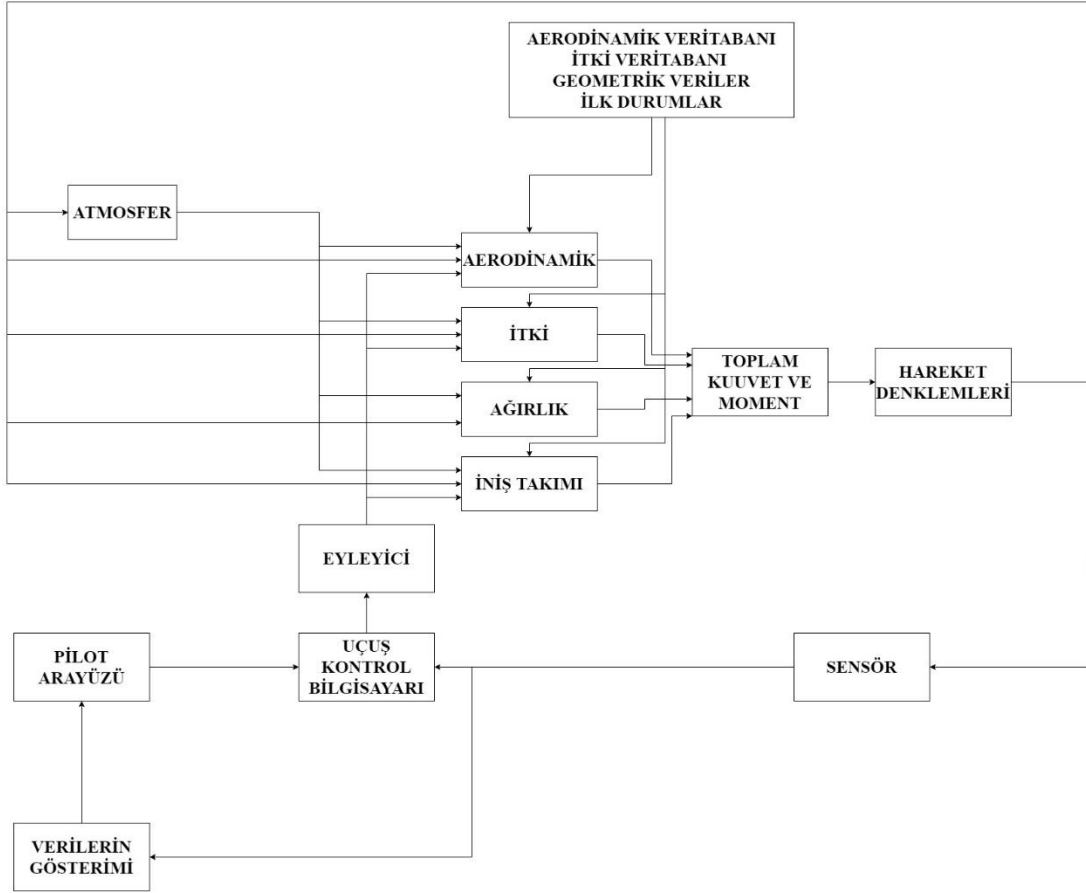 AERODİNAMİK VERİTABANI
İTKİ VERİTABANI
GEOMETRİK VERİLER
İLK DURUMLAR
ATMOSFER
AERODİNAMİK
İTKİ
AĞIRLIK
İNİŞ TAKIMI
TOPLAM
KUUVET VE
MOMENT
HAREKET
DENKLEMLERİ
EYLEYİCİ
PİLOT
ARAYÜZÜ
UÇUŞ
KONTROL
BİLGİSAYARI
SENSÖR
VERİLERİN
GÖSTERİMİ